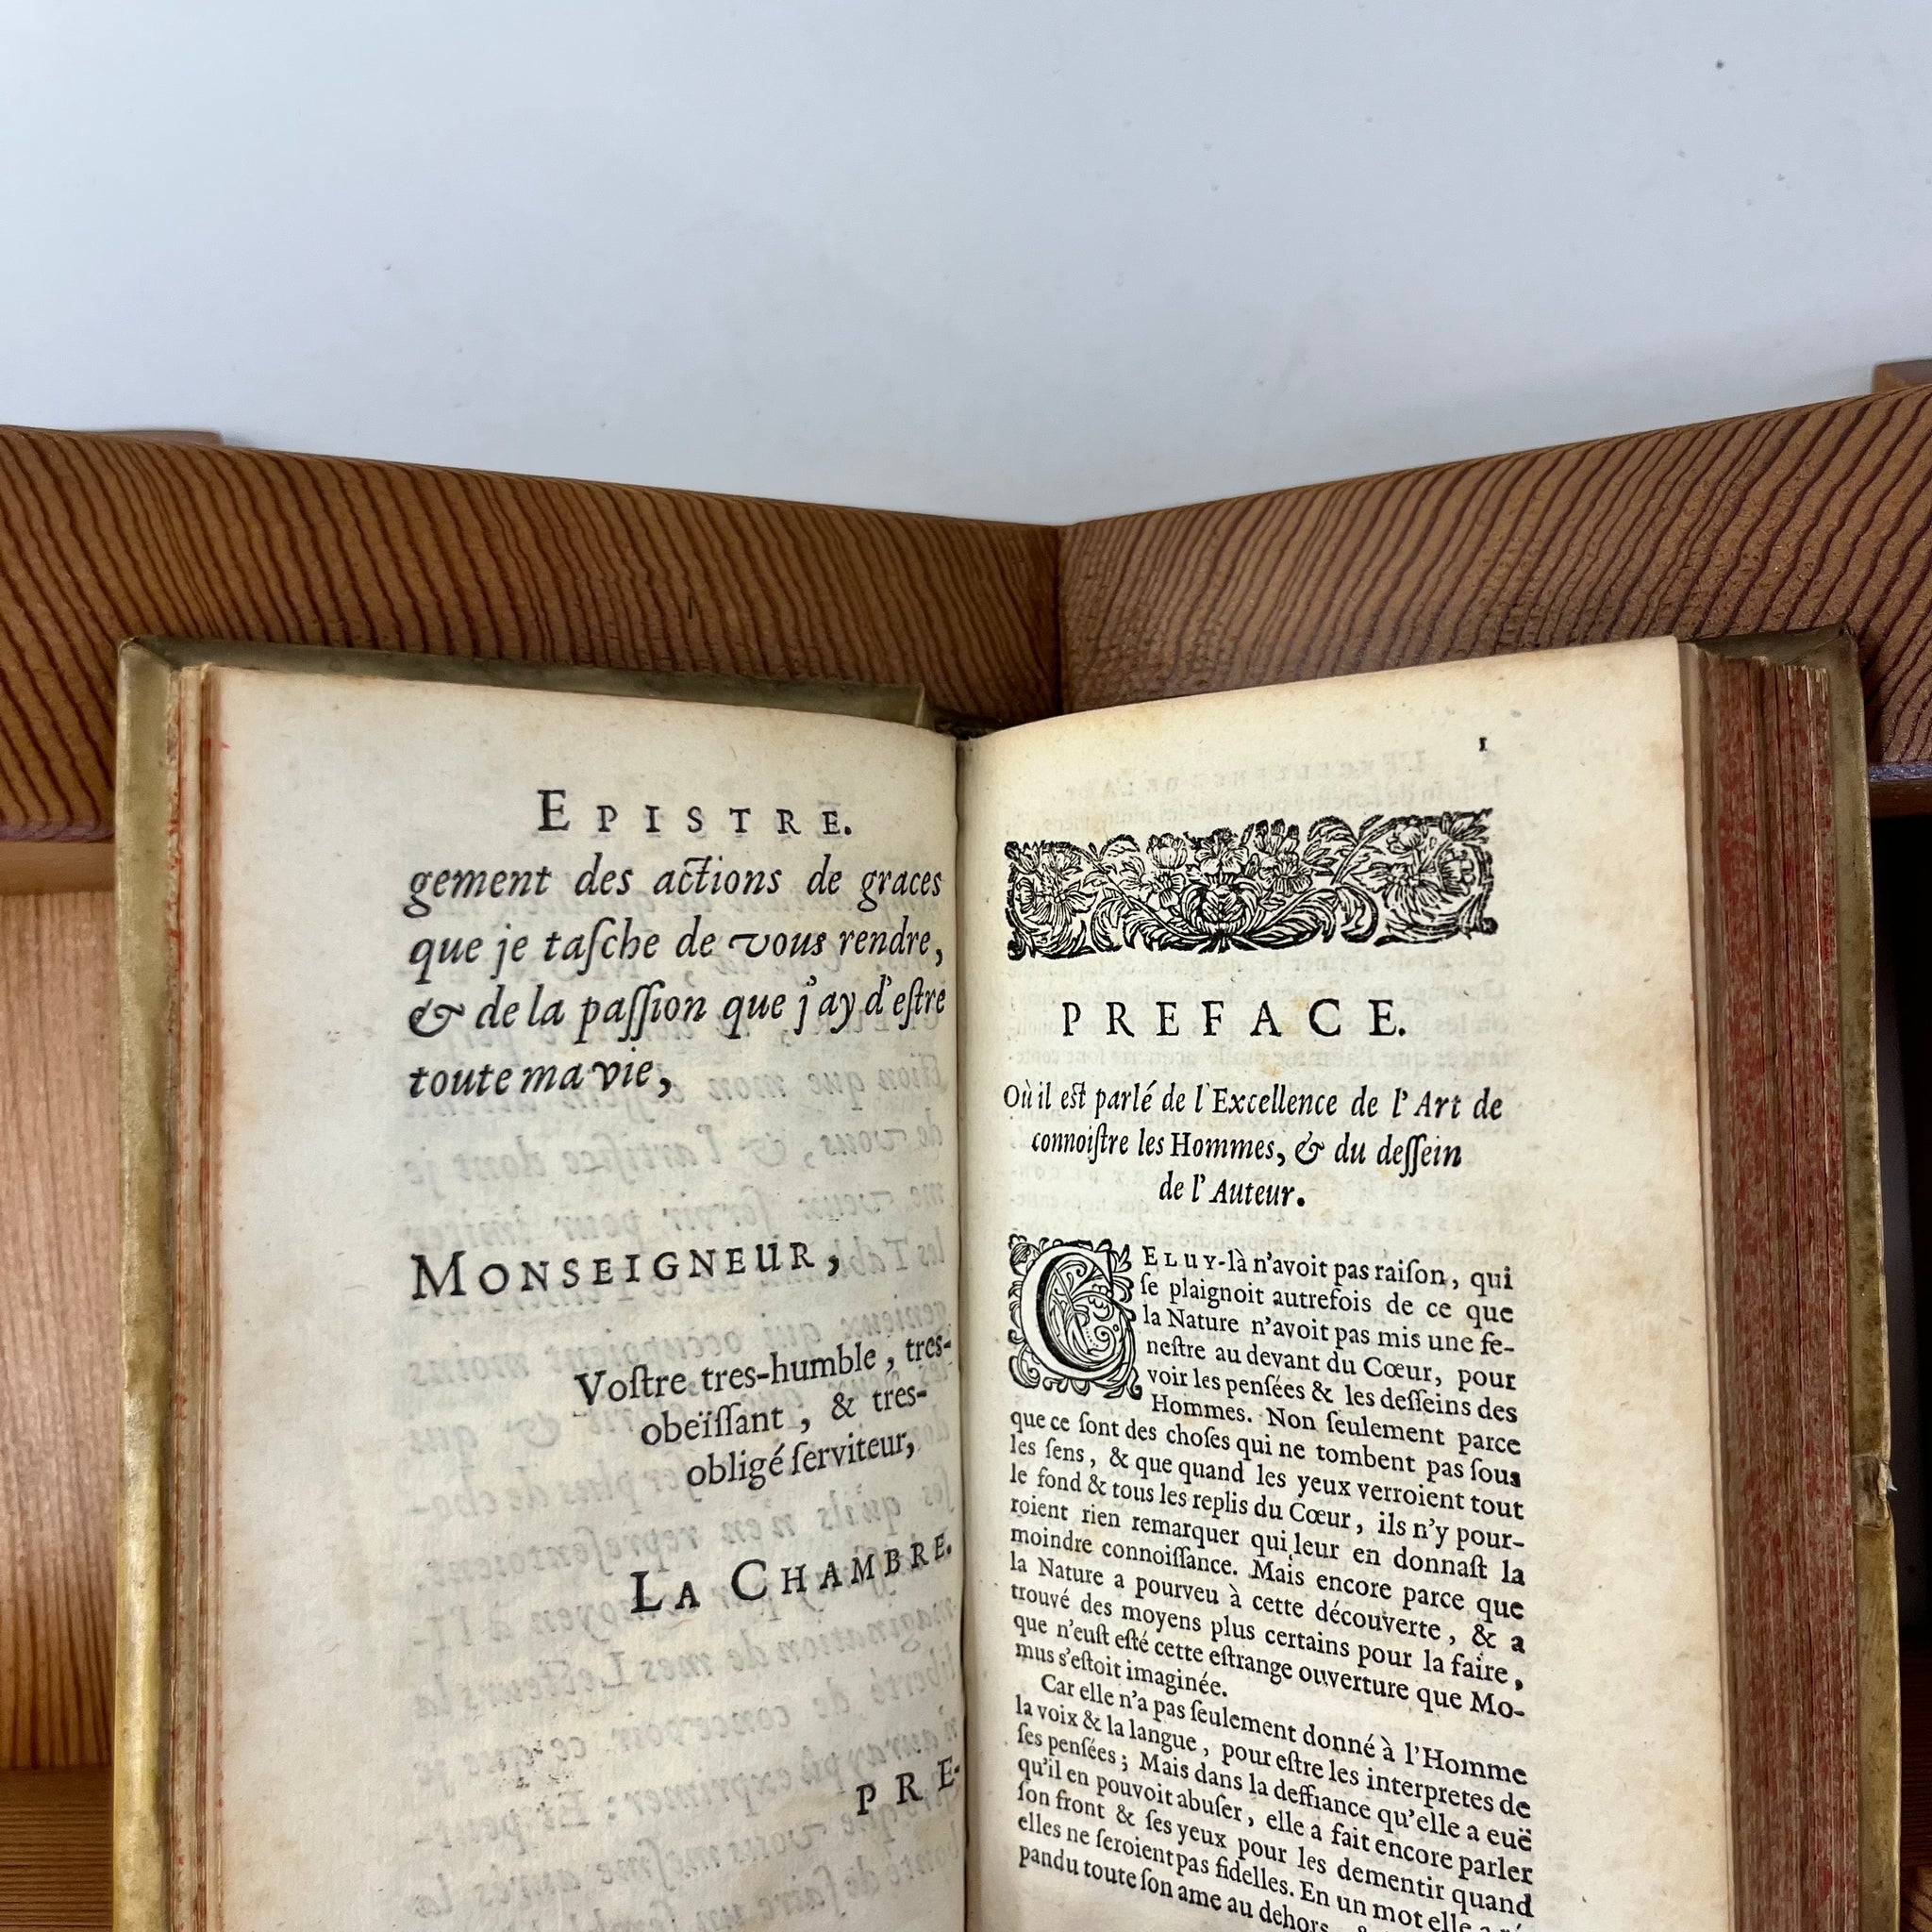 EPISTRE.
gement des actions de graces
que je taſche de vous rendre,
& de la paſſion que j'ay d'eſtre
toute ma vie,
MONSEIGNEUR,
Voſtre tres-humble, tres-
obeïſſant, & tres-
obligé ſerviteur,
LA CHAMBRE.
PRE-
1
PREFACE.
Où il est parlé de l'Excellence de l'Art de
connoiſtre les Hommes, & du deſſein
de l'Auteur.
CELUY-là n'avoit pas raiſon, qui
ſe plaignoit autrefois de ce que
la Nature n'avoit pas mis une fe-
neſtre au devant du Cœur, pour
voir les penſées & les deſſeins des
Hommes. Non ſeulement parce
que ce ſont des choſes qui ne tombent pas ſous
les ſens, & que quand les yeux verroient tout
le fond & tous les replis du Cœur, ils n'y pour-
roient rien remarquer qui leur en donnaſt la
moindre connoiſſance. Mais encore parce que
la Nature a pourveu à cette découverte, & a
trouvé des moyens plus certains pour la faire,
que n'euſt eſté cette eſtrange ouverture que Mo-
mus s'eſtoit imaginée.
Car elle n'a pas ſeulement donné à l'Homme
la voix & la langue, pour eſtre les interpretes de
ſes penſées; Mais dans la deffiance qu'elle a euë
qu'il en pouvoit abuſer, elle a fait encore parler
ſon front & ſes yeux pour les dementir quand
elles ne ſeroient pas fidelles. En un mot elle a
pandu toute ſon ame au dehors,